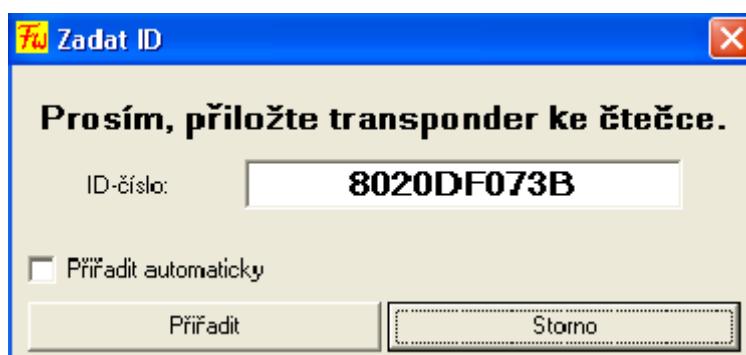 Fw Zadat ID
Prosím, přiložte transponder ke čtečce.
ID-číslo: 8020DF073B
Přiřadit automaticky
Přiřadit Storno